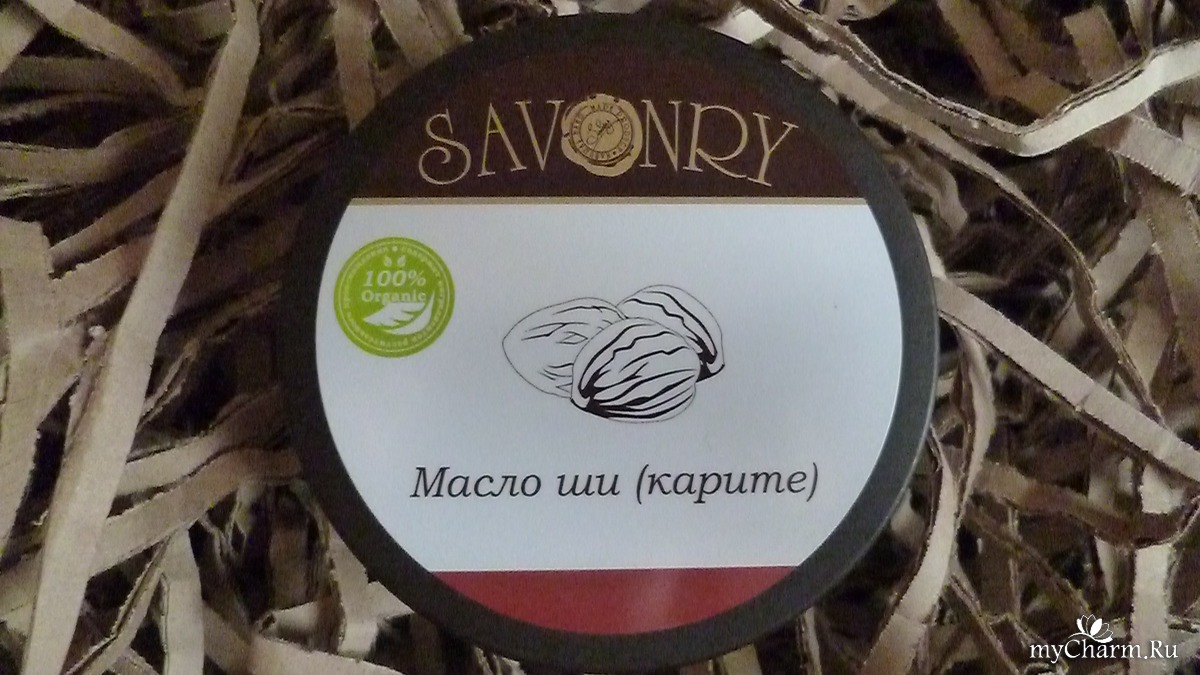 SAVONRY
100%
Organic
Масло ши (карите)
myCharm.Ru